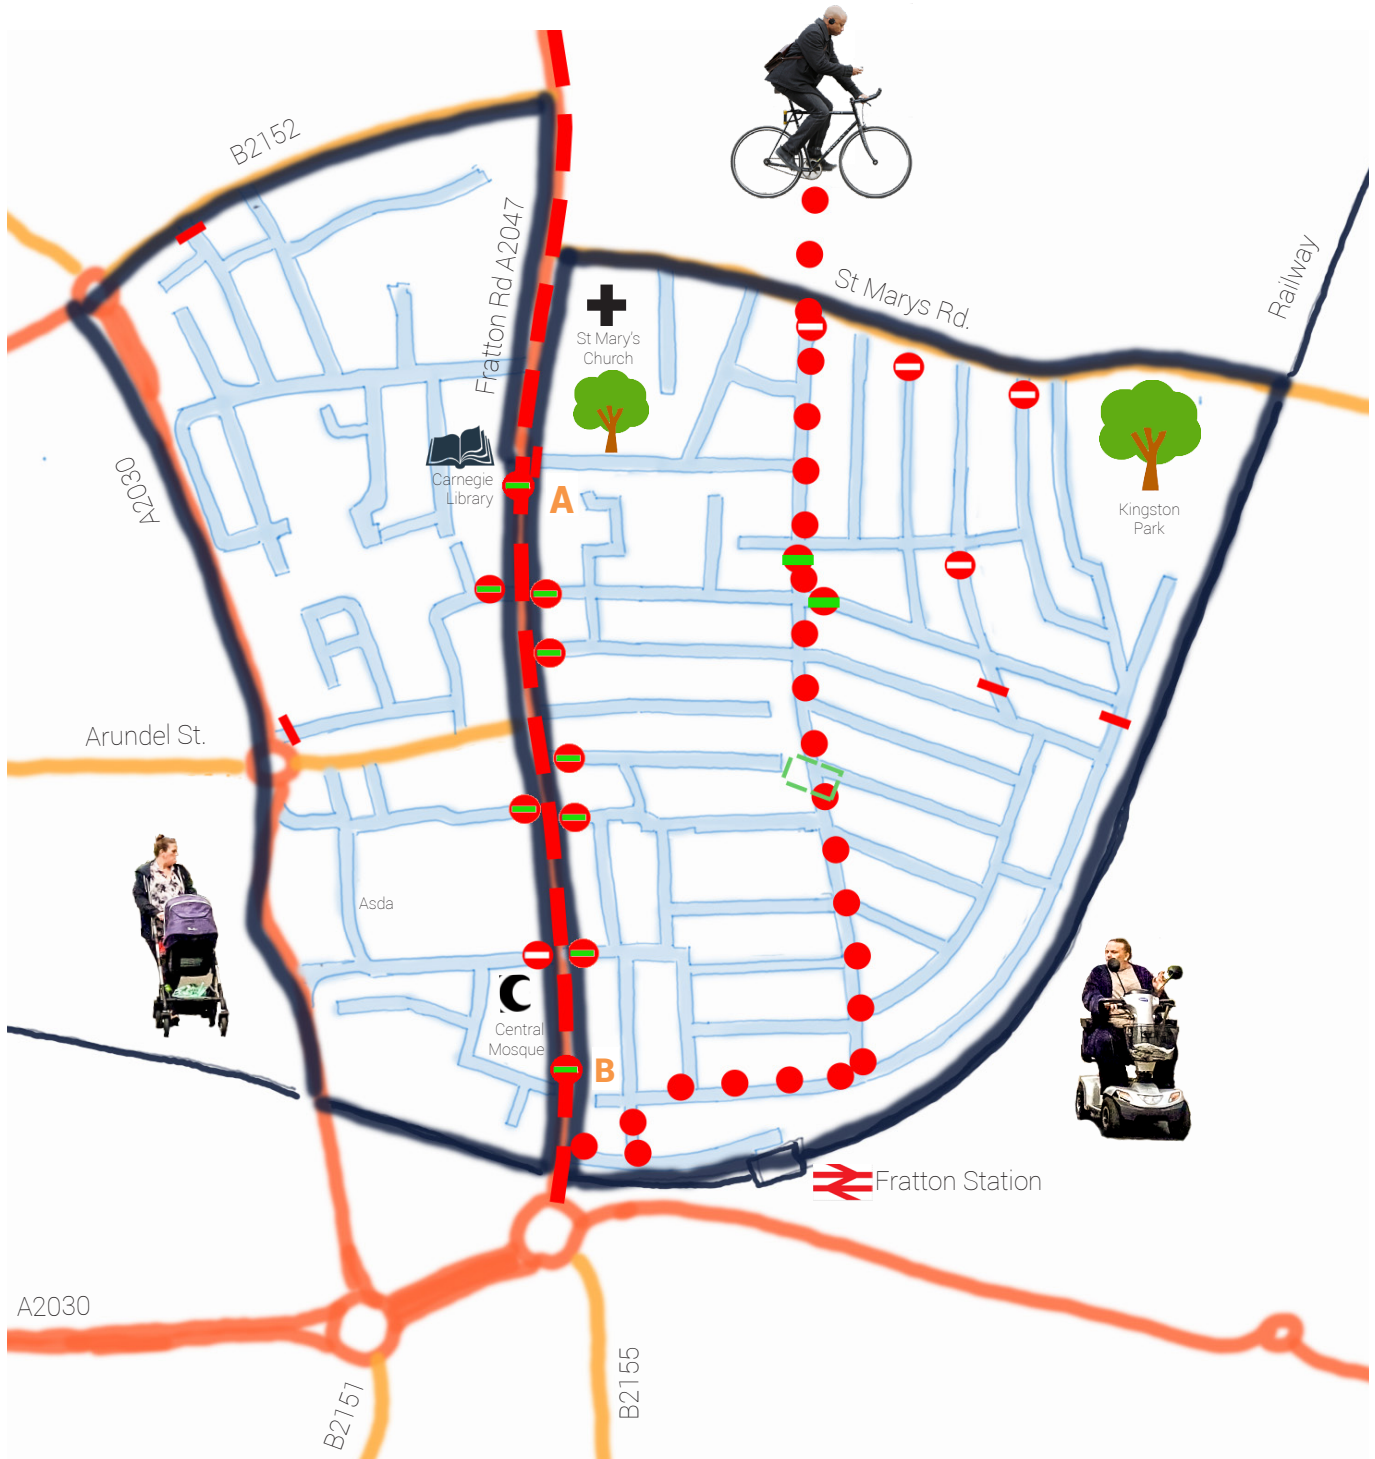 B2152
Fratton Rd A2047
St Marys Rd.
Railway
St Mary's
Church
A2030
Carnegie
Library
A
Kingston
Park
Arundel St.
Asda
Central
Mosque
B
Fratton Station
A2030
B2151
B2155